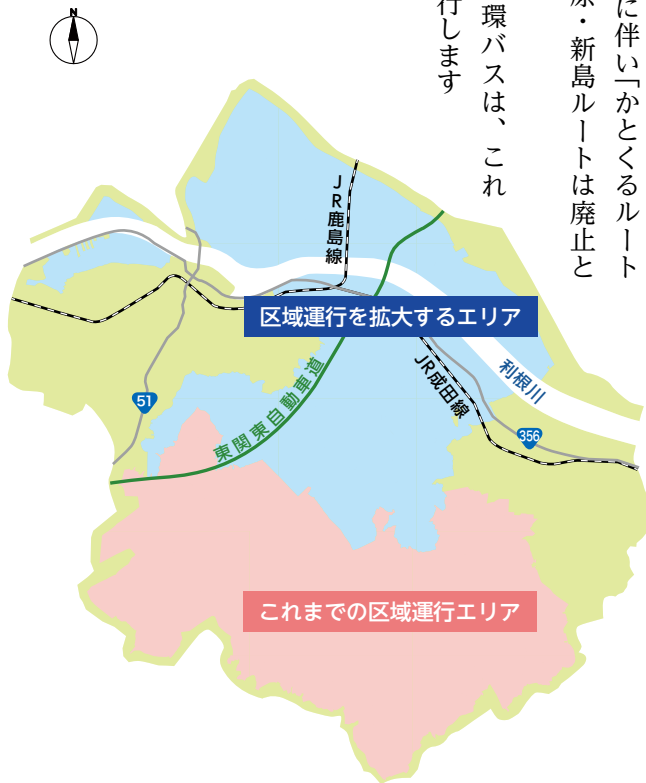 に伴い「かとくるルート
原・新島ルートは廃止と
環バスは、これ
行します
N
JR鹿島線
区域運行を拡大するエリア
利根川
JR成田線
東関東自動車道
51
356
これまでの区域運行エリア